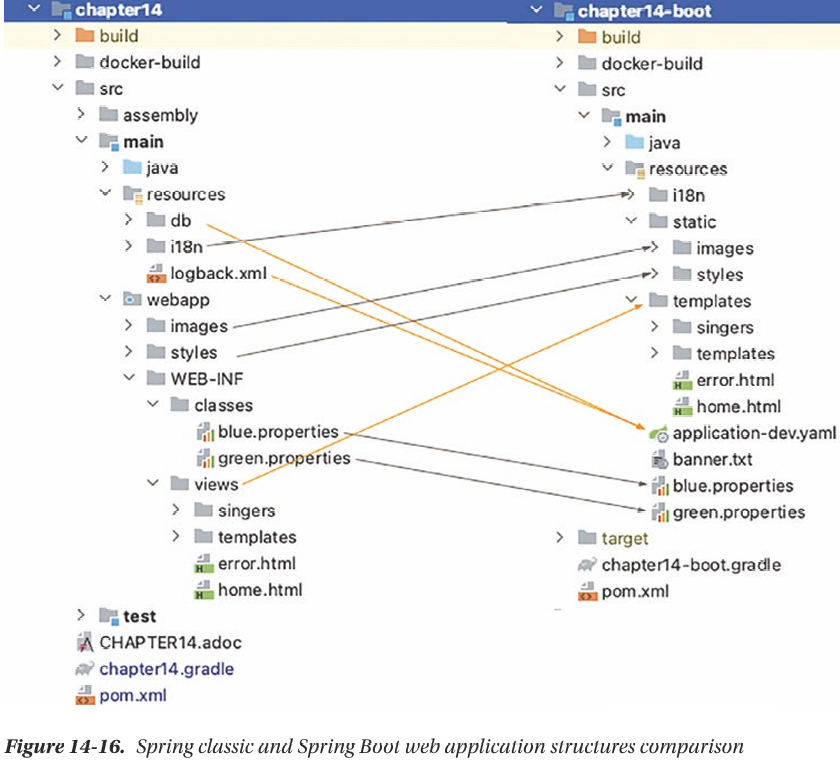 chapter14
build
docker-build
src
assembly
main
java
resources
db
i18n
logback.xml
webapp
images
styles
WEB-INF
classes
blue.properties
green.properties
views
singers
templates
error.html
home.html
test
CHAPTER14.adoc
chapter14.gradle
pom.xml
chapter14-boot
build
docker-build
src
main
java
resources
i18n
static
images
styles
templates
singers
templates
error.html
home.html
application-dev.yaml
banner.txt
blue.properties
green.properties
target
chapter14-boot.gradle
pom.xml
Figure 14-16. Spring classic and Spring Boot web application structures comparison